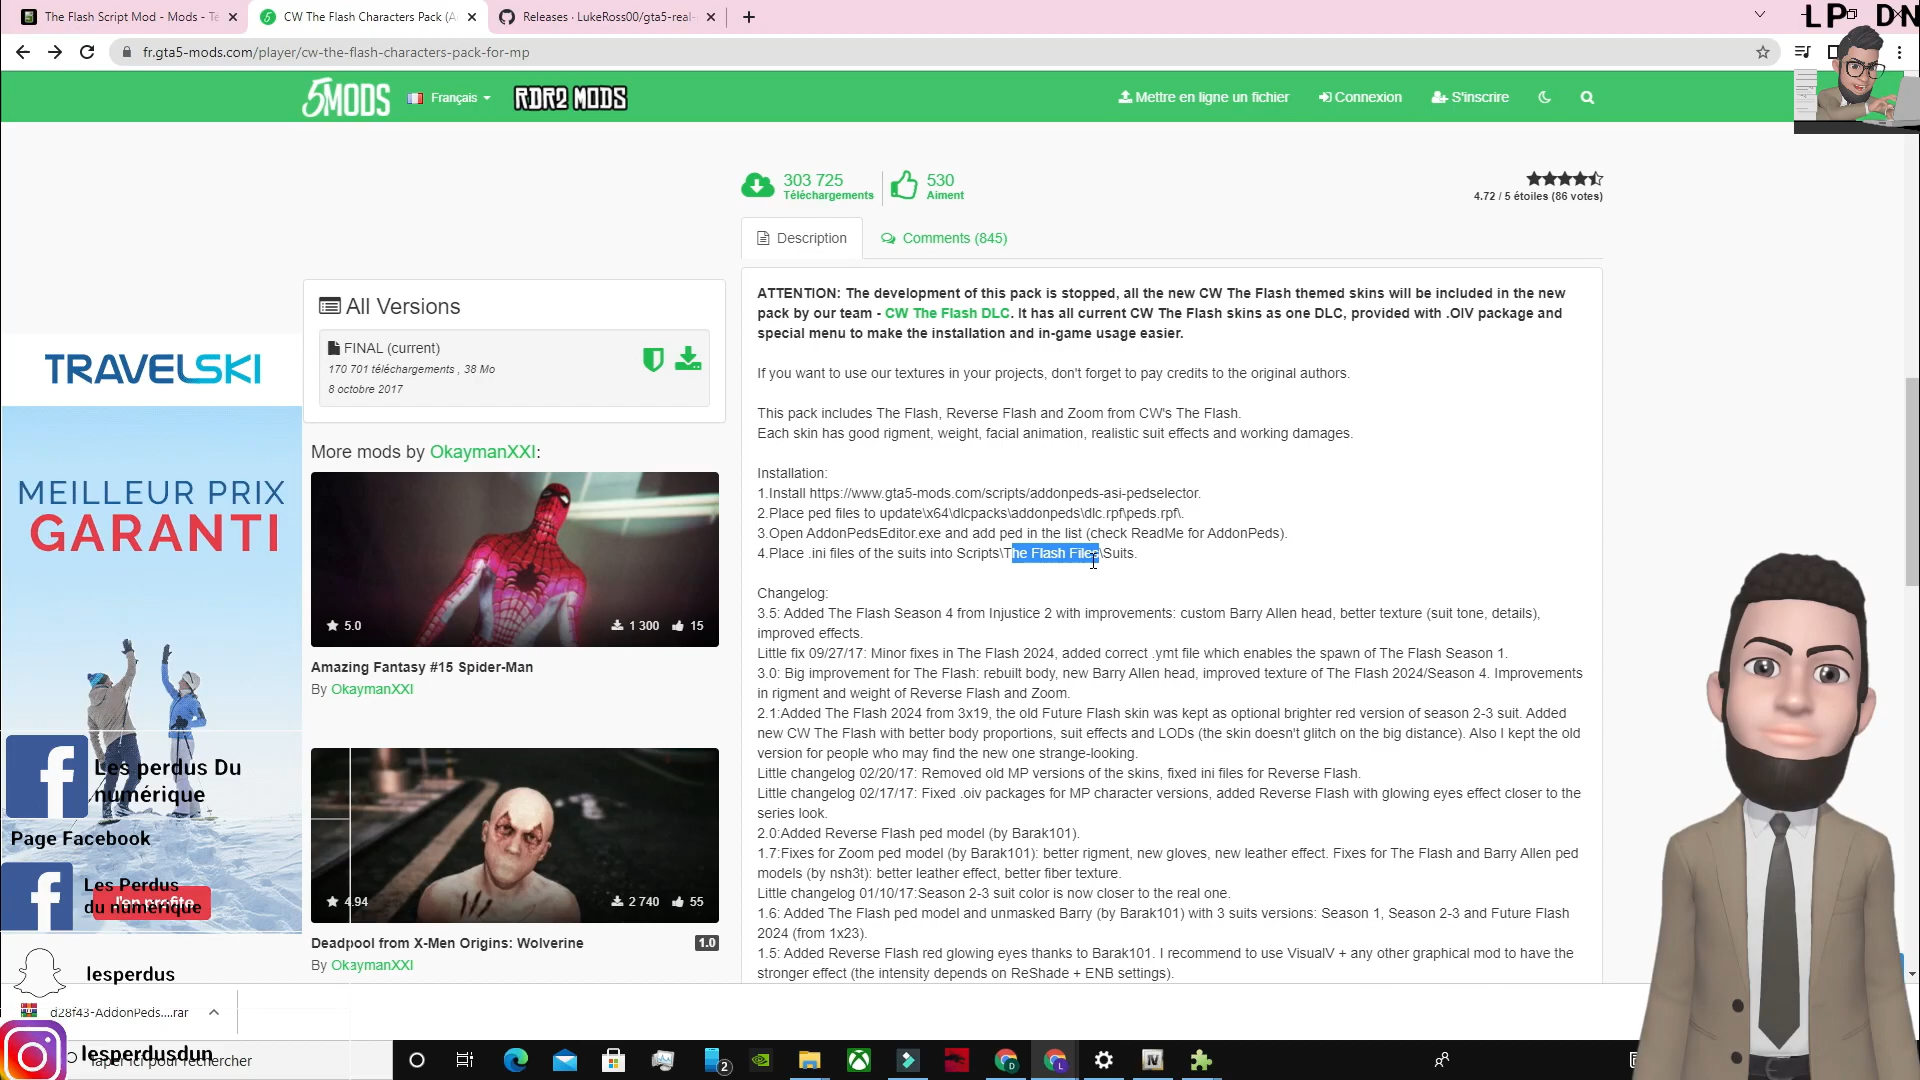 The Flash Script Mod - Mods - Té
CW The Flash Characters Pack (A
Releases · LukeRoss00/gta5-real-
LP DN
fr.gta5-mods.com/player/cw-the-flash-characters-pack-for-mp
5MODS
Français
RDR2 MODS
Mettre en ligne un fichier
Connexion
S'inscrire
303 725
Téléchargements
530
Aiment
4.72 / 5 étoiles (86 votes)
Description
Comments (845)
All Versions
FINAL (current)
170 701 téléchargements , 38 Mo
8 octobre 2017
More mods by OkaymanXXI:
5.0
1 300
15
Amazing Fantasy #15 Spider-Man
By OkaymanXXI
4.94
2 740
55
Deadpool from X-Men Origins: Wolverine
1.0
By OkaymanXXI
ATTENTION: The development of this pack is stopped, all the new CW The Flash themed skins will be included in the new
pack by our team - CW The Flash DLC. It has all current CW The Flash skins as one DLC, provided with .OIV package and
special menu to make the installation and in-game usage easier.
If you want to use our textures in your projects, don't forget to pay credits to the original authors.
This pack includes The Flash, Reverse Flash and Zoom from CW's The Flash.
Each skin has good rigment, weight, facial animation, realistic suit effects and working damages.
Installation:
1.Install https://www.gta5-mods.com/scripts/addonpeds-asi-pedselector.
2.Place ped files to update\x64\dlcpacks\addonpeds\dlc.rpf\peds.rpf\.
3.Open AddonPedsEditor.exe and add ped in the list (check ReadMe for AddonPeds).
4.Place .ini files of the suits into Scripts\The Flash Files\Suits.
Changelog:
3.5: Added The Flash Season 4 from Injustice 2 with improvements: custom Barry Allen head, better texture (suit tone, details),
improved effects.
Little fix 09/27/17: Minor fixes in The Flash 2024, added correct .ymt file which enables the spawn of The Flash Season 1.
3.0: Big improvement for The Flash: rebuilt body, new Barry Allen head, improved texture of The Flash 2024/Season 4. Improvements
in rigment and weight of Reverse Flash and Zoom.
2.1:Added The Flash 2024 from 3x19, the old Future Flash skin was kept as optional brighter red version of season 2-3 suit. Added
new CW The Flash with better body proportions, suit effects and LODs (the skin doesn't glitch on the big distance). Also I kept the old
version for people who may find the new one strange-looking.
Little changelog 02/20/17: Removed old MP versions of the skins, fixed ini files for Reverse Flash.
Little changelog 02/17/17: Fixed .oiv packages for MP character versions, added Reverse Flash with glowing eyes effect closer to the
series look.
2.0:Added Reverse Flash ped model (by Barak101).
1.7:Fixes for Zoom ped model (by Barak101): better rigment, new gloves, new leather effect. Fixes for The Flash and Barry Allen ped
models (by nsh3t): better leather effect, better fiber texture.
Little changelog 01/10/17:Season 2-3 suit color is now closer to the real one.
1.6: Added The Flash ped model and unmasked Barry (by Barak101) with 3 suits versions: Season 1, Season 2-3 and Future Flash
2024 (from 1x23).
1.5: Added Reverse Flash red glowing eyes thanks to Barak101. I recommend to use VisualV + any other graphical mod to have the
stronger effect (the intensity depends on ReShade + ENB settings).
TRAVELSKI
MEILLEUR PRIX
GARANTI
Les perdus Du
numérique
Page Facebook
Les Perdus
du numérique
J'en profite
lesperdus
d28f43-AddonPeds....rar
lesperdusdun
Taper ici pour rechercher
2